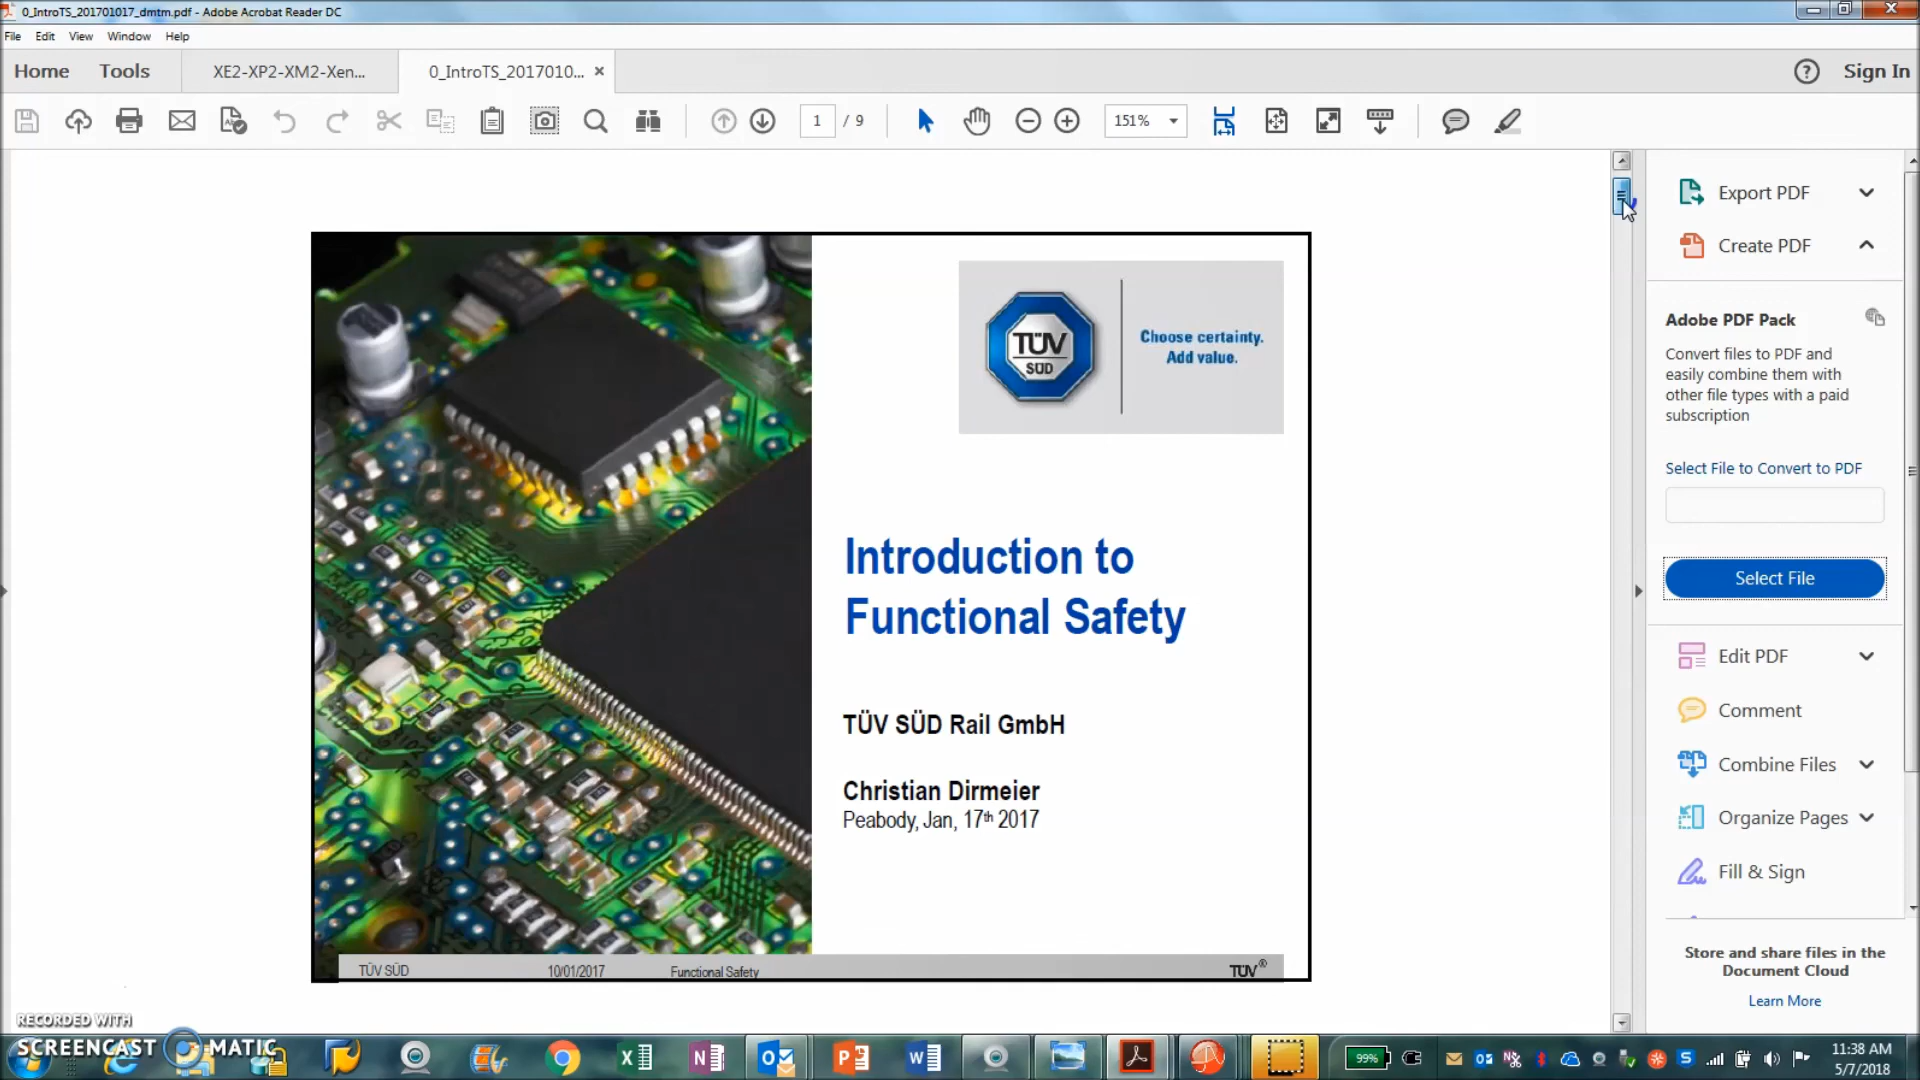 0_IntroTS_201701017_dmtm.pdf - Adobe Acrobat Reader DC
File Edit View Window Help
Home Tools XE2-XP2-XM2-Xen... 0_IntroTS_2017010... × ? Sign In
1 / 9 151%
Export PDF
Create PDF
Adobe PDF Pack
Convert files to PDF and
easily combine them with
other file types with a paid
subscription
Select File to Convert to PDF
Select File
Edit PDF
Comment
Combine Files
Organize Pages
Fill & Sign
Store and share files in the
Document Cloud
Learn More
TÜV
SÜD
Choose certainty.
Add value.
Introduction to
Functional Safety
TÜV SÜD Rail GmbH
Christian Dirmeier
Peabody, Jan, 17th 2017
TÜV SÜD 10/01/2017 Functional Safety TÜV®
RECORDED WITH
SCREENCAST MATIC
99%
11:38 AM
5/7/2018